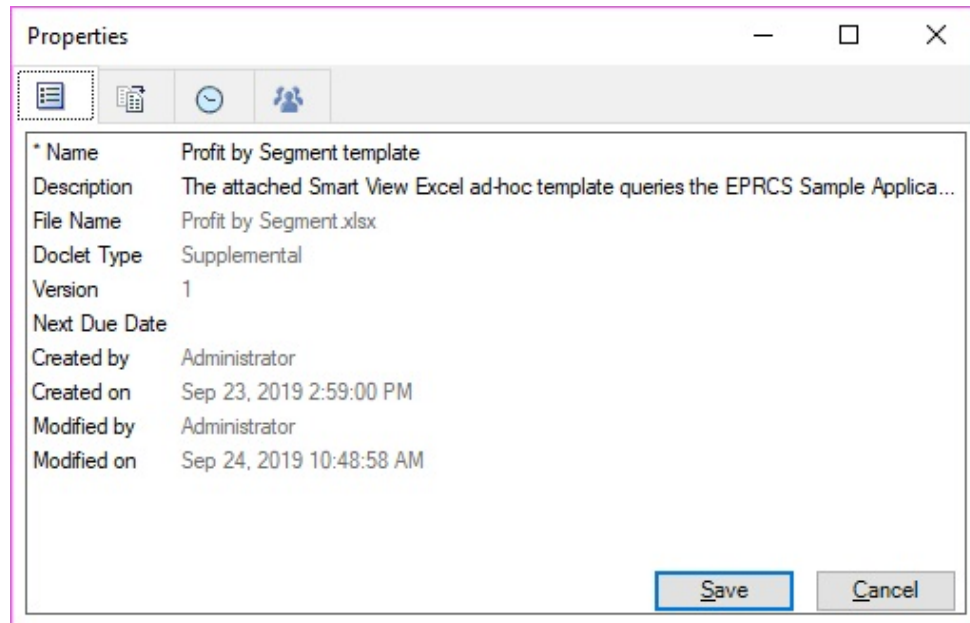 Properties
* Name Profit by Segment template
Description The attached Smart View Excel ad-hoc template queries the EPRCS Sample Applica...
File Name Profit by Segment.xlsx
Doclet Type Supplemental
Version 1
Next Due Date
Created by Administrator
Created on Sep 23, 2019 2:59:00 PM
Modified by Administrator
Modified on Sep 24, 2019 10:48:58 AM
Save Cancel